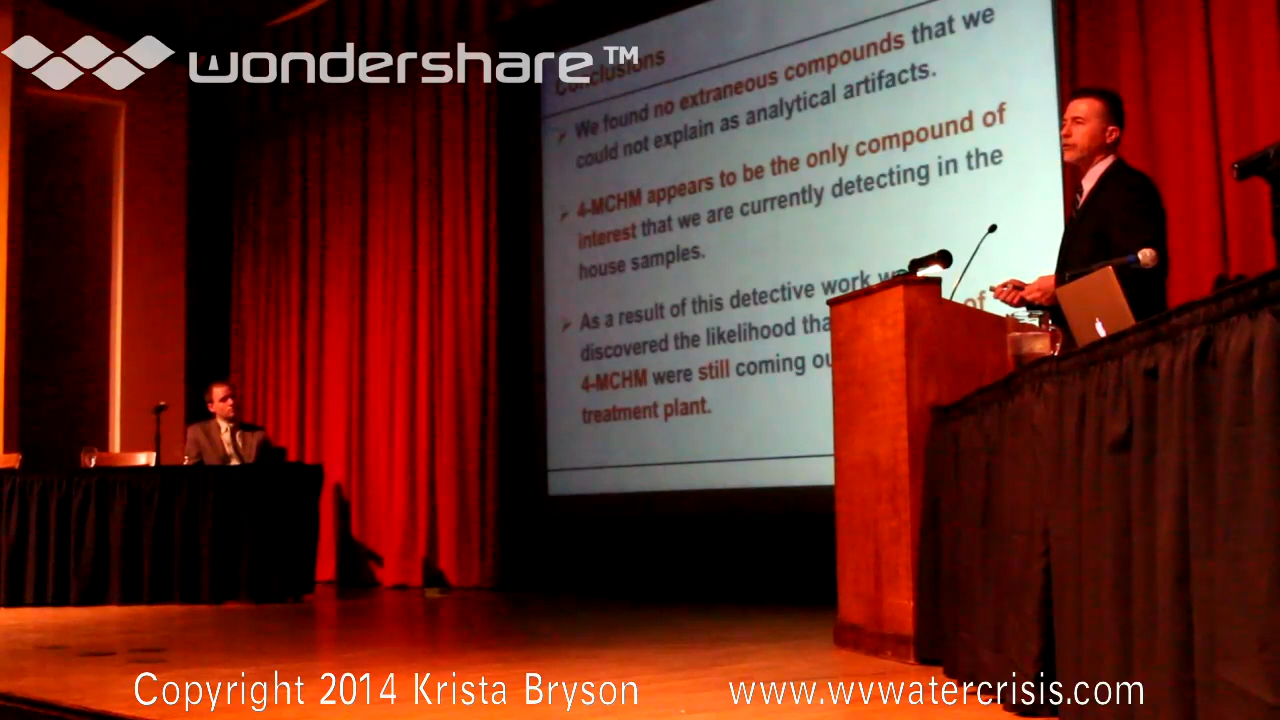 wondershare™
Conclusions
We found no extraneous compounds that we
could not explain as analytical artifacts.
4-MCHM appears to be the only compound of
interest that we are currently detecting in the
house samples.
As a result of this detective work
discovered the likelihood
of
4-MCHM were still coming
treatment plant.
Copyright 2014 Krista Bryson
www.wvwatercrisis.com